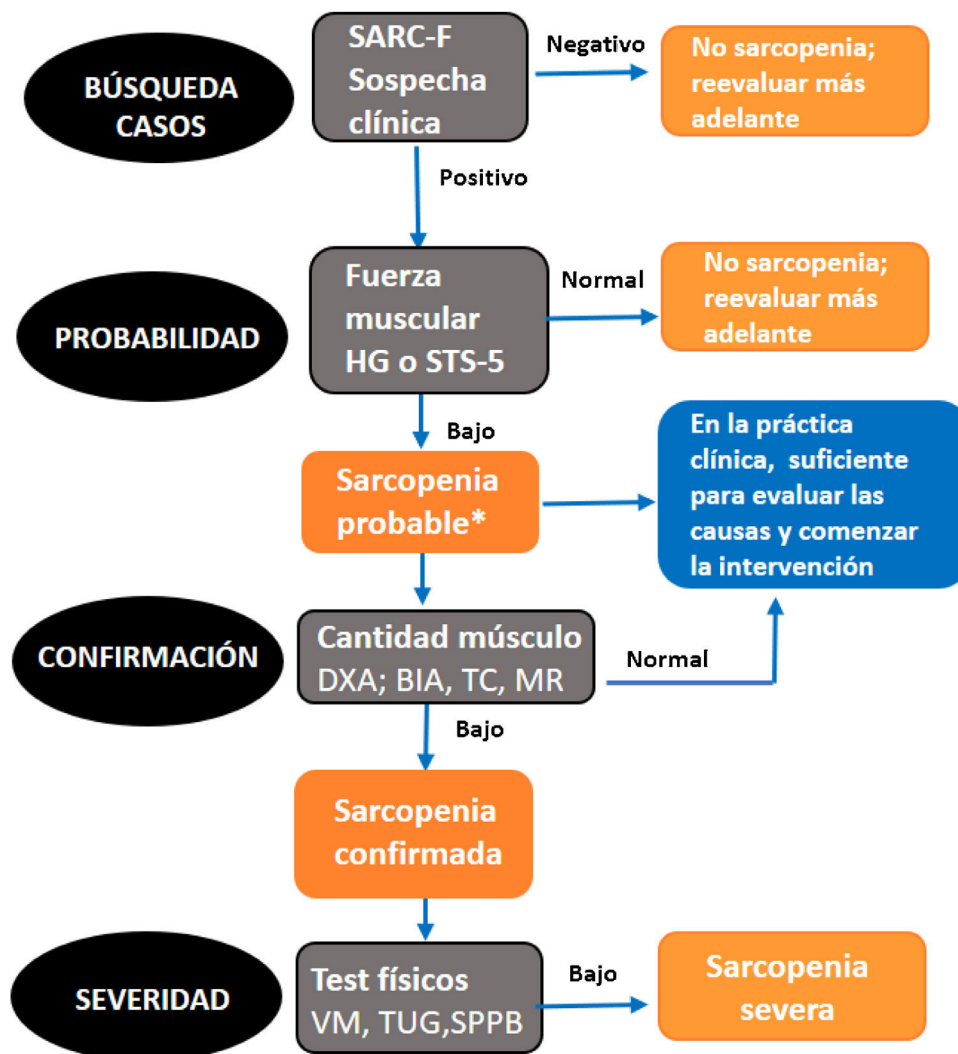 BÚSQUEDA
CASOS
SARC-F
Sospecha
clínica
Negativo
No sarcopenia;
reevaluar más
adelante
Positivo
PROBABILIDAD
Fuerza
muscular
HG o STS-5
Normal
No sarcopenia;
reevaluar más
adelante
Bajo
Sarcopenia
probable*
En la práctica
clínica, suficiente
para evaluar las
causas y comenzar
la intervención
CONFIRMACIÓN
Cantidad músculo
DXA; BIA, TC, MR
Normal
Bajo
Sarcopenia
confirmada
SEVERIDAD
Test físicos
VM, TUG,SPPB
Bajo
Sarcopenia
severa